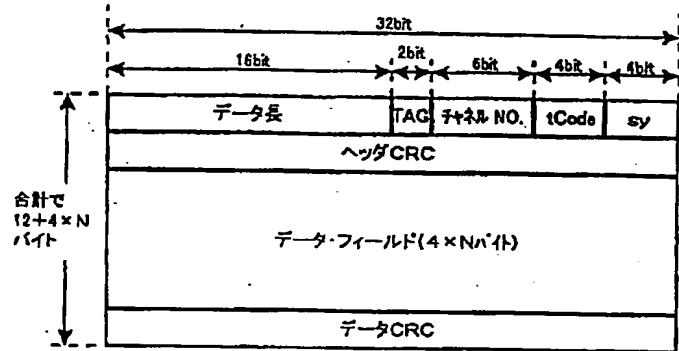 32bit
16bit
2bit
6bit
4bit
4bit
データ長
TAG
チャネル NO.
tCode
sy
ヘッダCRC
合計で
12+4×N
バイト
データ・フィールド(4×Nバイト)
データCRC